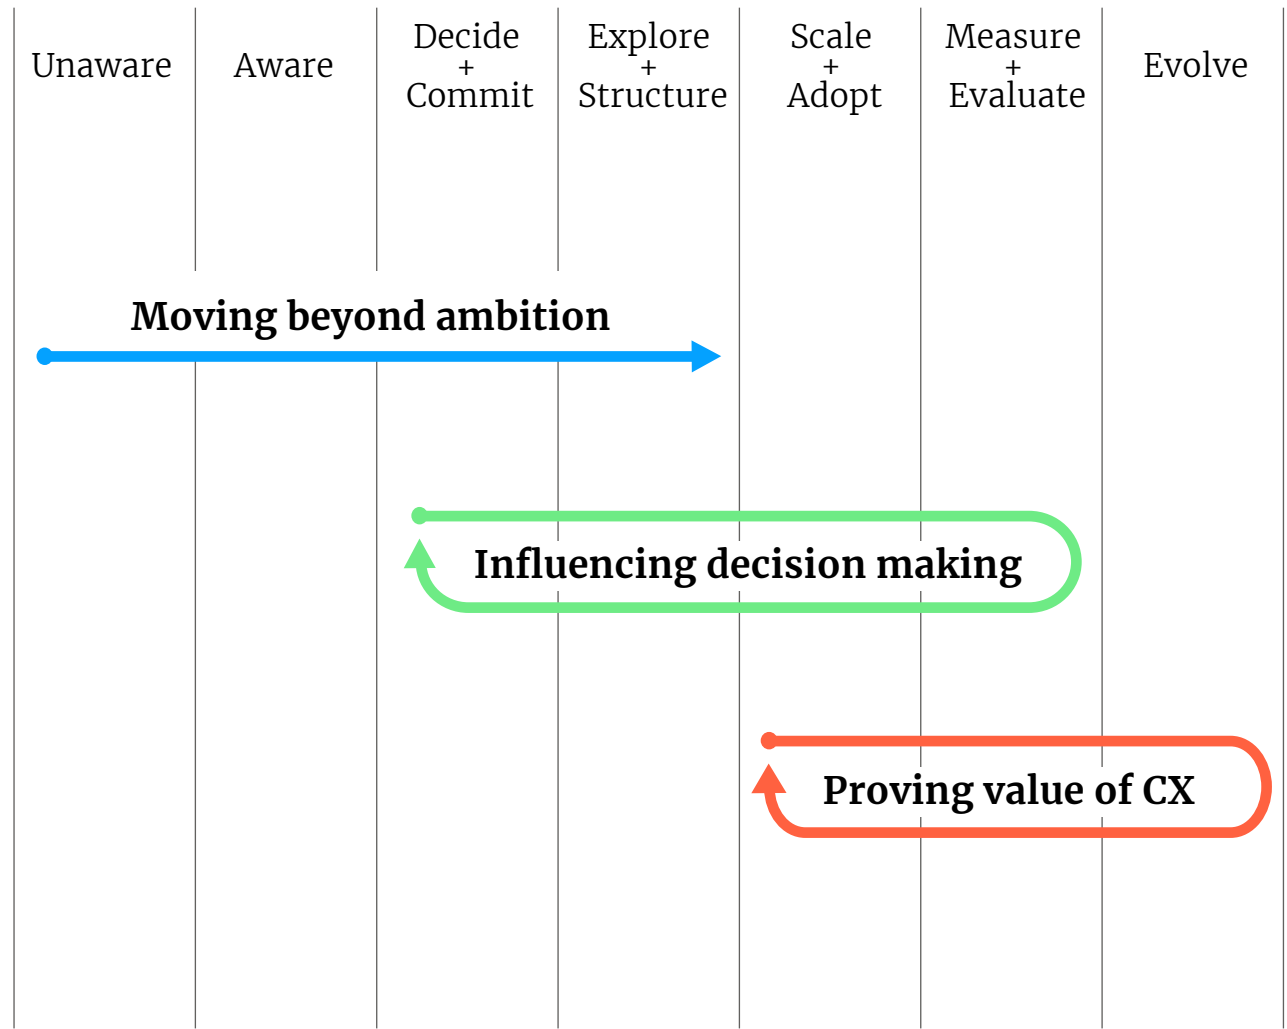 Unaware
Aware
Decide
+
Commit
Explore
+
Structure
Scale
+
Adopt
Measure
+
Evaluate
Evolve
Moving beyond ambition
Influencing decision making
Proving value of CX